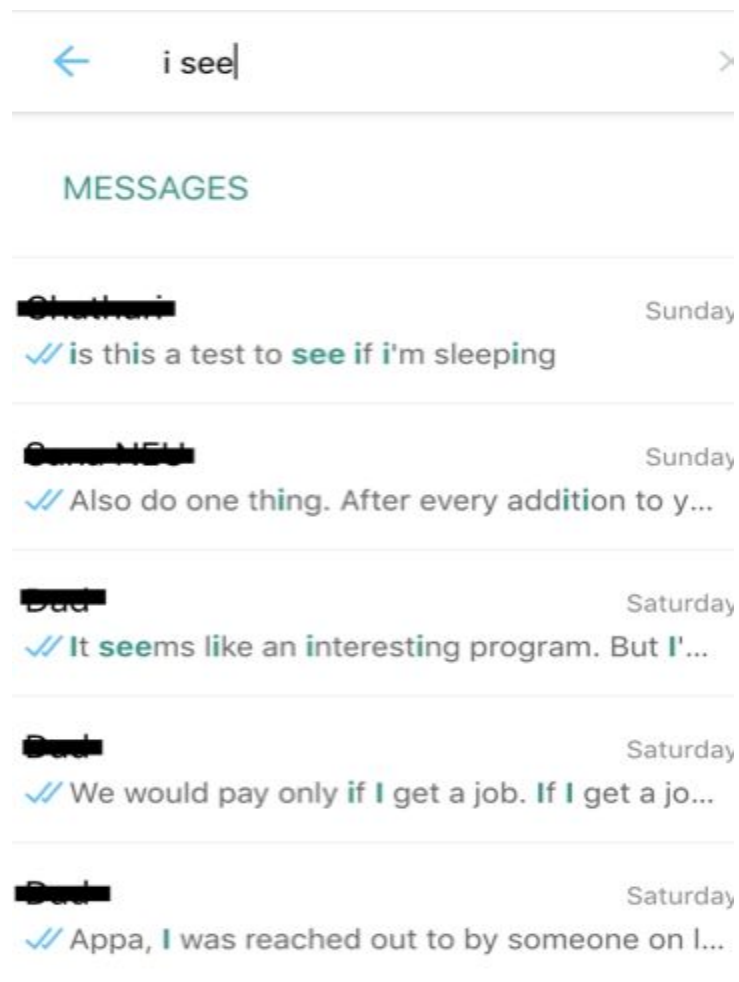 i see
MESSAGES
Sunday
is this a test to see if i'm sleeping
Sunday
Also do one thing. After every addition to y...
Saturday
It seems like an interesting program. But I'...
Saturday
We would pay only if I get a job. If I get a jo...
Saturday
Appa, I was reached out to by someone on l...